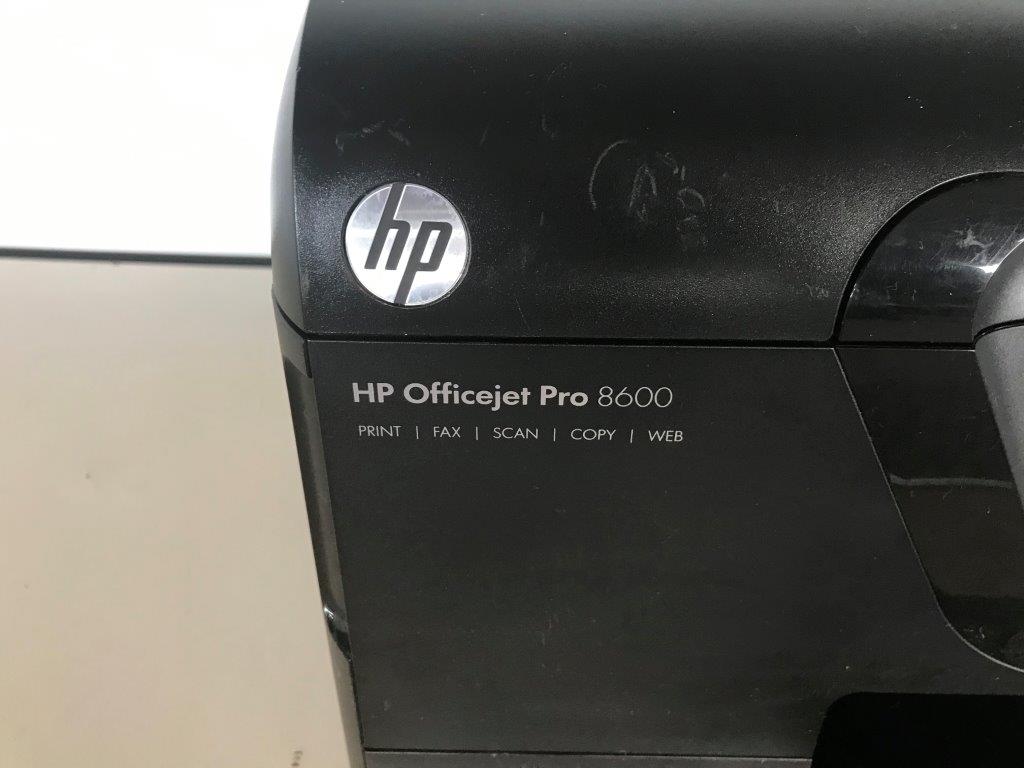 hp
HP Officejet Pro 8600
PRINT | FAX | SCAN | COPY | WEB